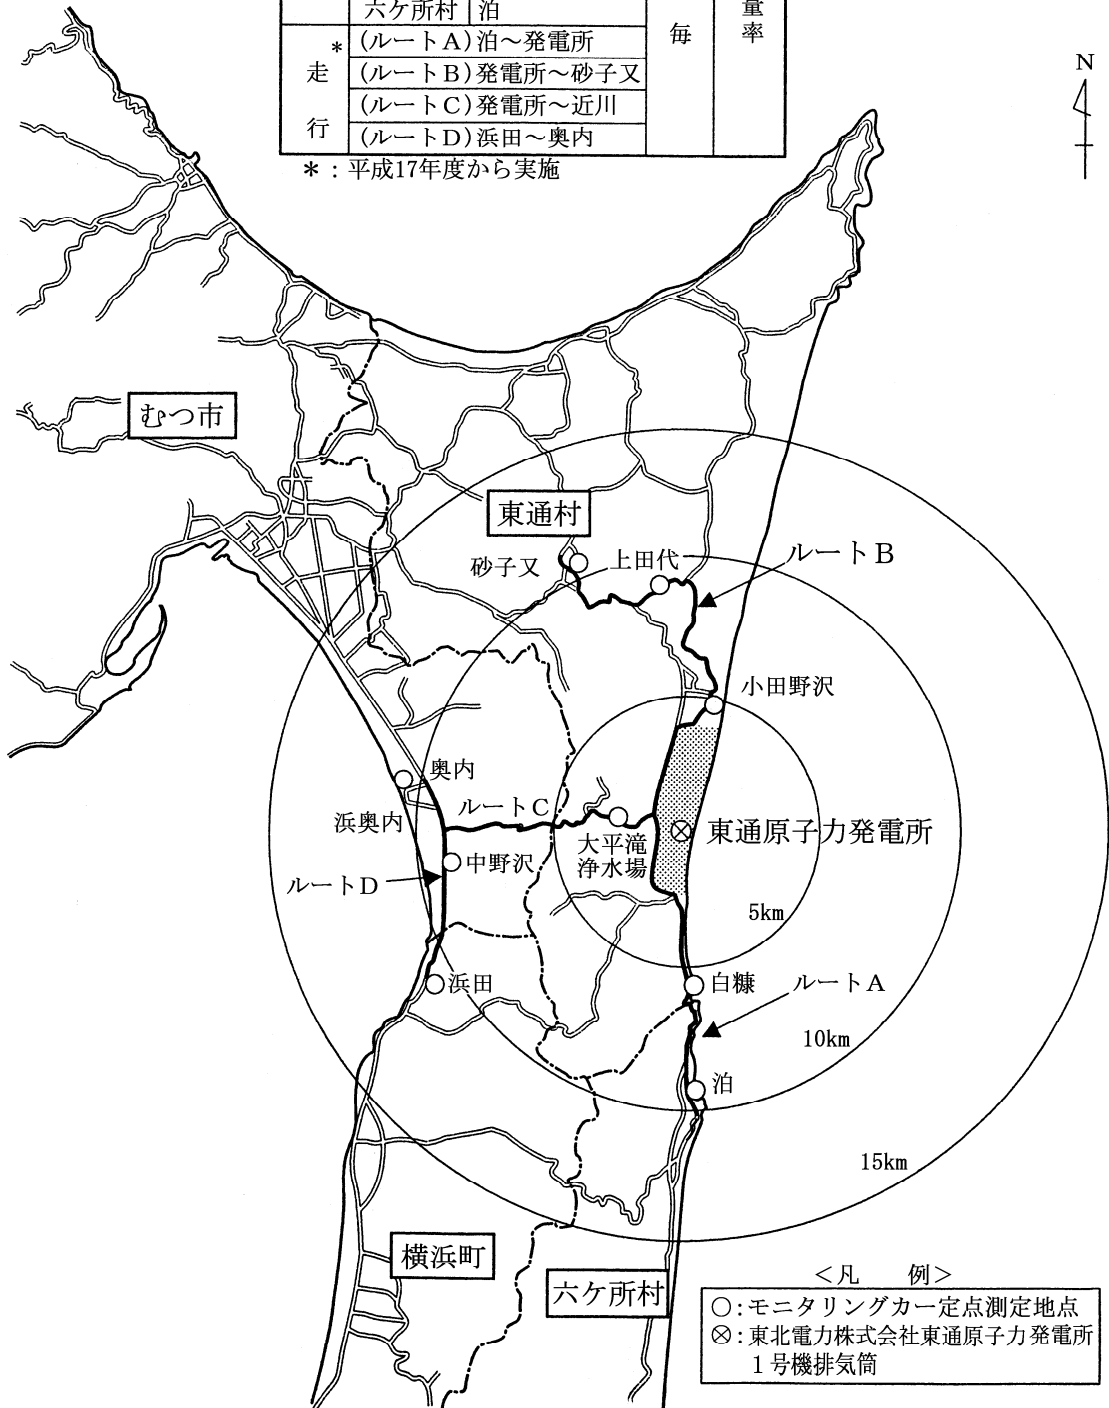 六ケ所村 泊
毎
量
率
*
走
行
(ルートA)泊〜発電所
(ルートB)発電所〜砂子又
(ルートC)発電所〜近川
(ルートD)浜田〜奥内
*：平成17年度から実施
N
むつ市
東通村
砂子又
上田代
ルートB
小田野沢
奥内
ルートC
浜奥内
大平滝
浄水場
東通原子力発電所
中野沢
ルートD
5km
浜田
白糠
ルートA
10km
泊
15km
横浜町
六ケ所村
＜凡 例＞
○：モニタリングカー定点測定地点
⊗：東北電力株式会社東通原子力発電所
1号機排気筒